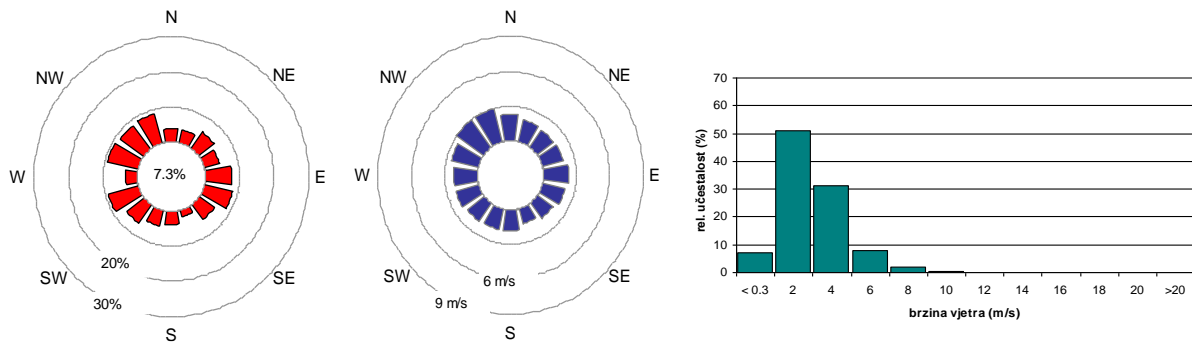 N
NW
NE
W
7.3%
E
20%
SW
SE
30%
S
N
NW
NE
W
E
6 m/s
SW
SE
9 m/s
S
rel. učestalost (%)
70
60
50
40
30
20
10
0
< 0.3 2 4 6 8 10 12 14 16 18 20 >20
brzina vjetra (m/s)